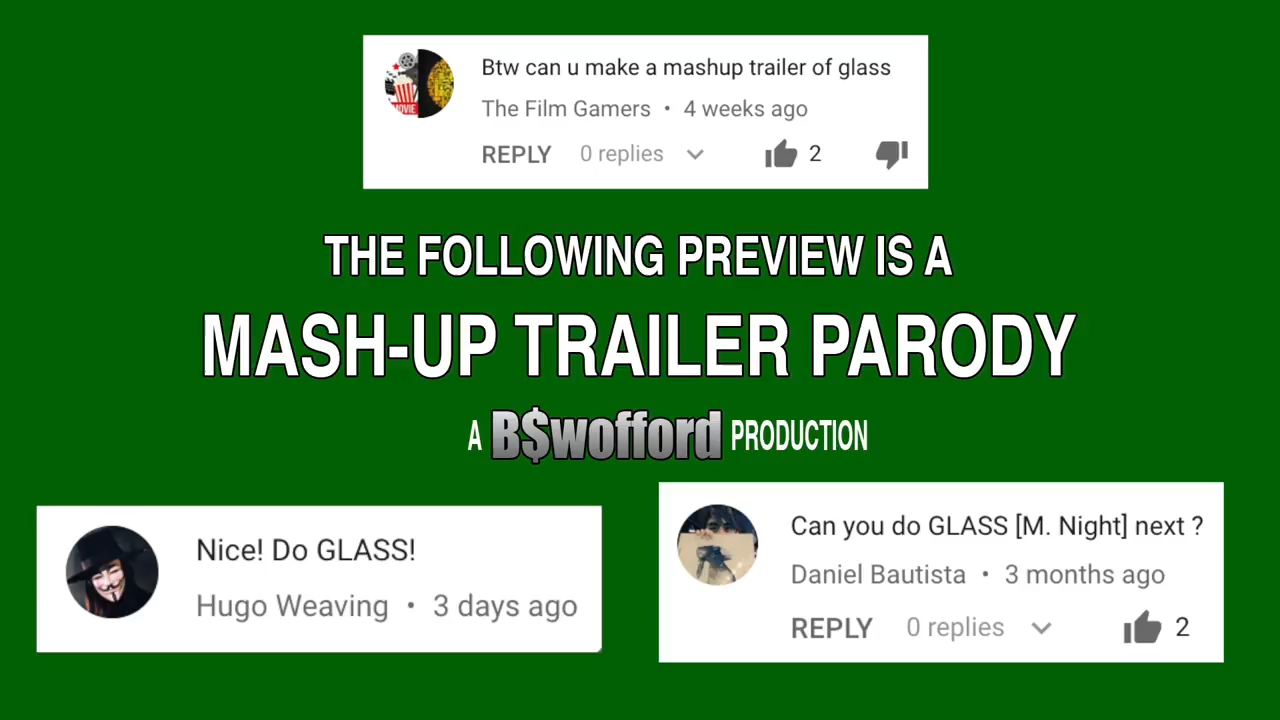 Btw can u make a mashup trailer of glass
The Film Gamers • 4 weeks ago
REPLY 0 replies 2
THE FOLLOWING PREVIEW IS A
MASH-UP TRAILER PARODY
A B$wofford PRODUCTION
Nice! Do GLASS!
Hugo Weaving • 3 days ago
Can you do GLASS [M. Night] next ?
Daniel Bautista • 3 months ago
REPLY 0 replies 2